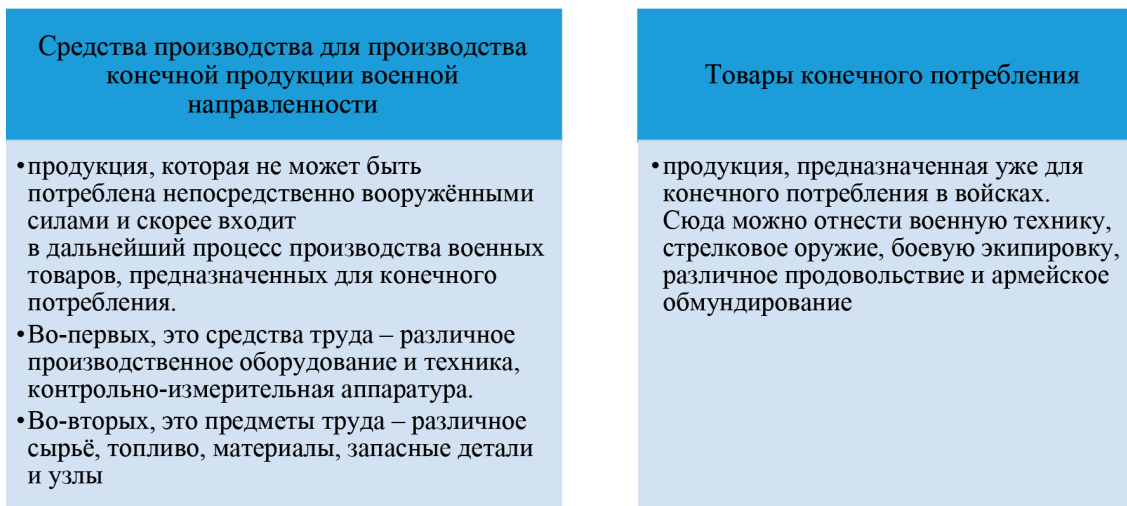 Средства производства для производства
конечной продукции военной
направленности
•продукция, которая не может быть
потреблена непосредственно вооружёнными
силами и скорее входит
в дальнейший процесс производства военных
товаров, предназначенных для конечного
потребления.
•Во-первых, это средства труда – различное
производственное оборудование и техника,
контрольно-измерительная аппаратура.
•Во-вторых, это предметы труда – различное
сырьё, топливо, материалы, запасные детали
и узлы
Товары конечного потребления
•продукция, предназначенная уже для
конечного потребления в войсках.
Сюда можно отнести военную технику,
стрелковое оружие, боевую экипировку,
различное продовольствие и армейское
обмундирование